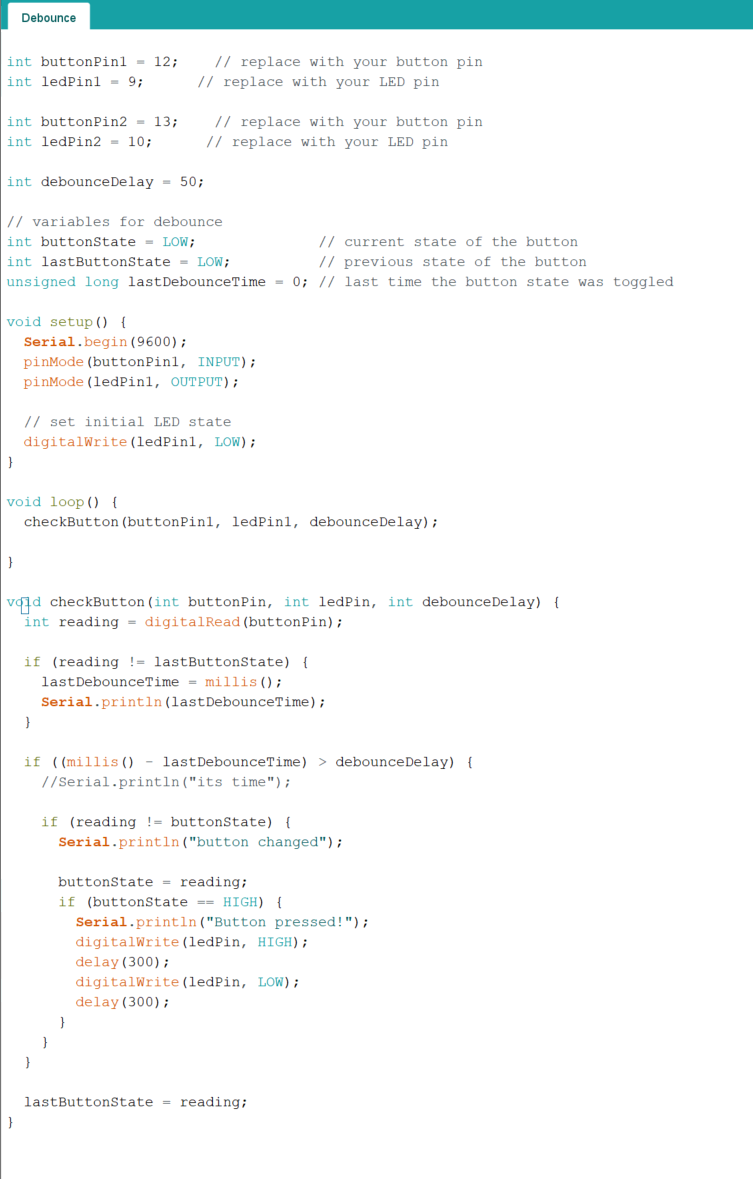 Debounce
int buttonPin1 = 12;    // replace with your button pin
int ledPin1 = 9;      // replace with your LED pin
int buttonPin2 = 13;    // replace with your button pin
int ledPin2 = 10;      // replace with your LED pin
int debounceDelay = 50;
// variables for debounce
int buttonState = LOW;              // current state of the button
int lastButtonState = LOW;          // previous state of the button
unsigned long lastDebounceTime = 0; // last time the button state was toggled
void setup() {
  Serial.begin(9600);
  pinMode(buttonPin1, INPUT);
  pinMode(ledPin1, OUTPUT);
  // set initial LED state
  digitalWrite(ledPin1, LOW);
}
void loop() {
  checkButton(buttonPin1, ledPin1, debounceDelay);
}
void checkButton(int buttonPin, int ledPin, int debounceDelay) {
  int reading = digitalRead(buttonPin);
  if (reading != lastButtonState) {
    lastDebounceTime = millis();
    Serial.println(lastDebounceTime);
  }
  if ((millis() - lastDebounceTime) > debounceDelay) {
    //Serial.println("its time");
    if (reading != buttonState) {
      Serial.println("button changed");
      buttonState = reading;
      if (buttonState == HIGH) {
        Serial.println("Button pressed!");
        digitalWrite(ledPin, HIGH);
        delay(300);
        digitalWrite(ledPin, LOW);
        delay(300);
      }
    }
  }
  lastButtonState = reading;
}